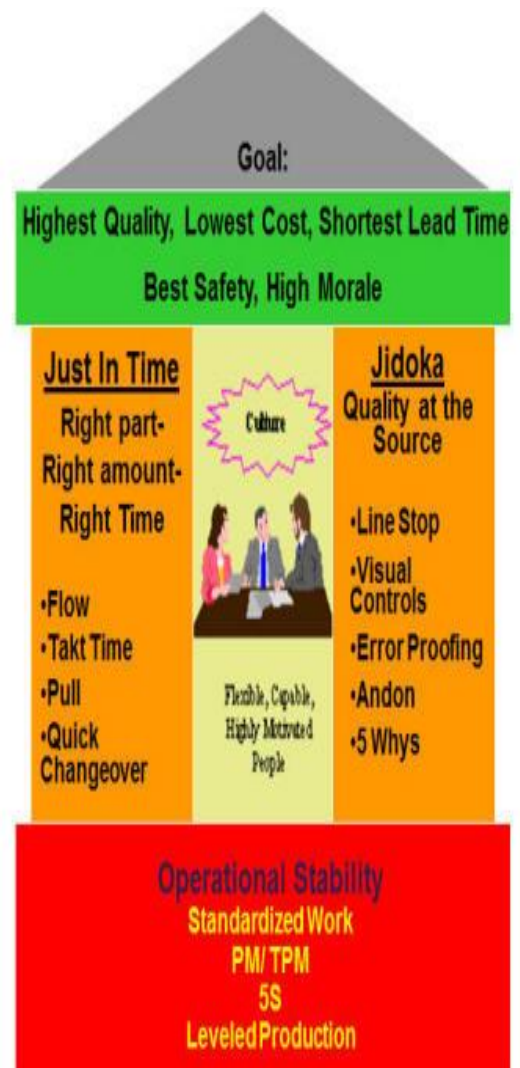 Goal:
Highest Quality, Lowest Cost, Shortest Lead Time
Best Safety, High Morale
Just In Time
Right part-
Right amount-
Right Time
•Flow
•Takt Time
•Pull
•Quick
Changeover
Culture
Flexible, Capable,
Highly Motivated
People
Jidoka
Quality at the
Source
•Line Stop
•Visual
Controls
•Error Proofing
•Andon
•5 Whys
Operational Stability
Standardized Work
PM/ TPM
5S
Leveled Production